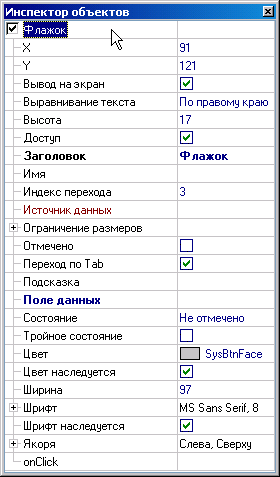 Инспектор объектов
Флажок
X 91
Y 121
Вывод на экран
Выравнивание текста По правому краю
Высота 17
Доступ
Заголовок Флажок
Имя
Индекс перехода 3
Источник данных
Ограничение размеров
Отмечено
Переход по Tab
Подсказка
Поле данных
Состояние Не отмечено
Тройное состояние
Цвет SysBtnFace
Цвет наследуется
Ширина 97
Шрифт MS Sans Serif, 8
Шрифт наследуется
Якоря Слева, Сверху
onClick